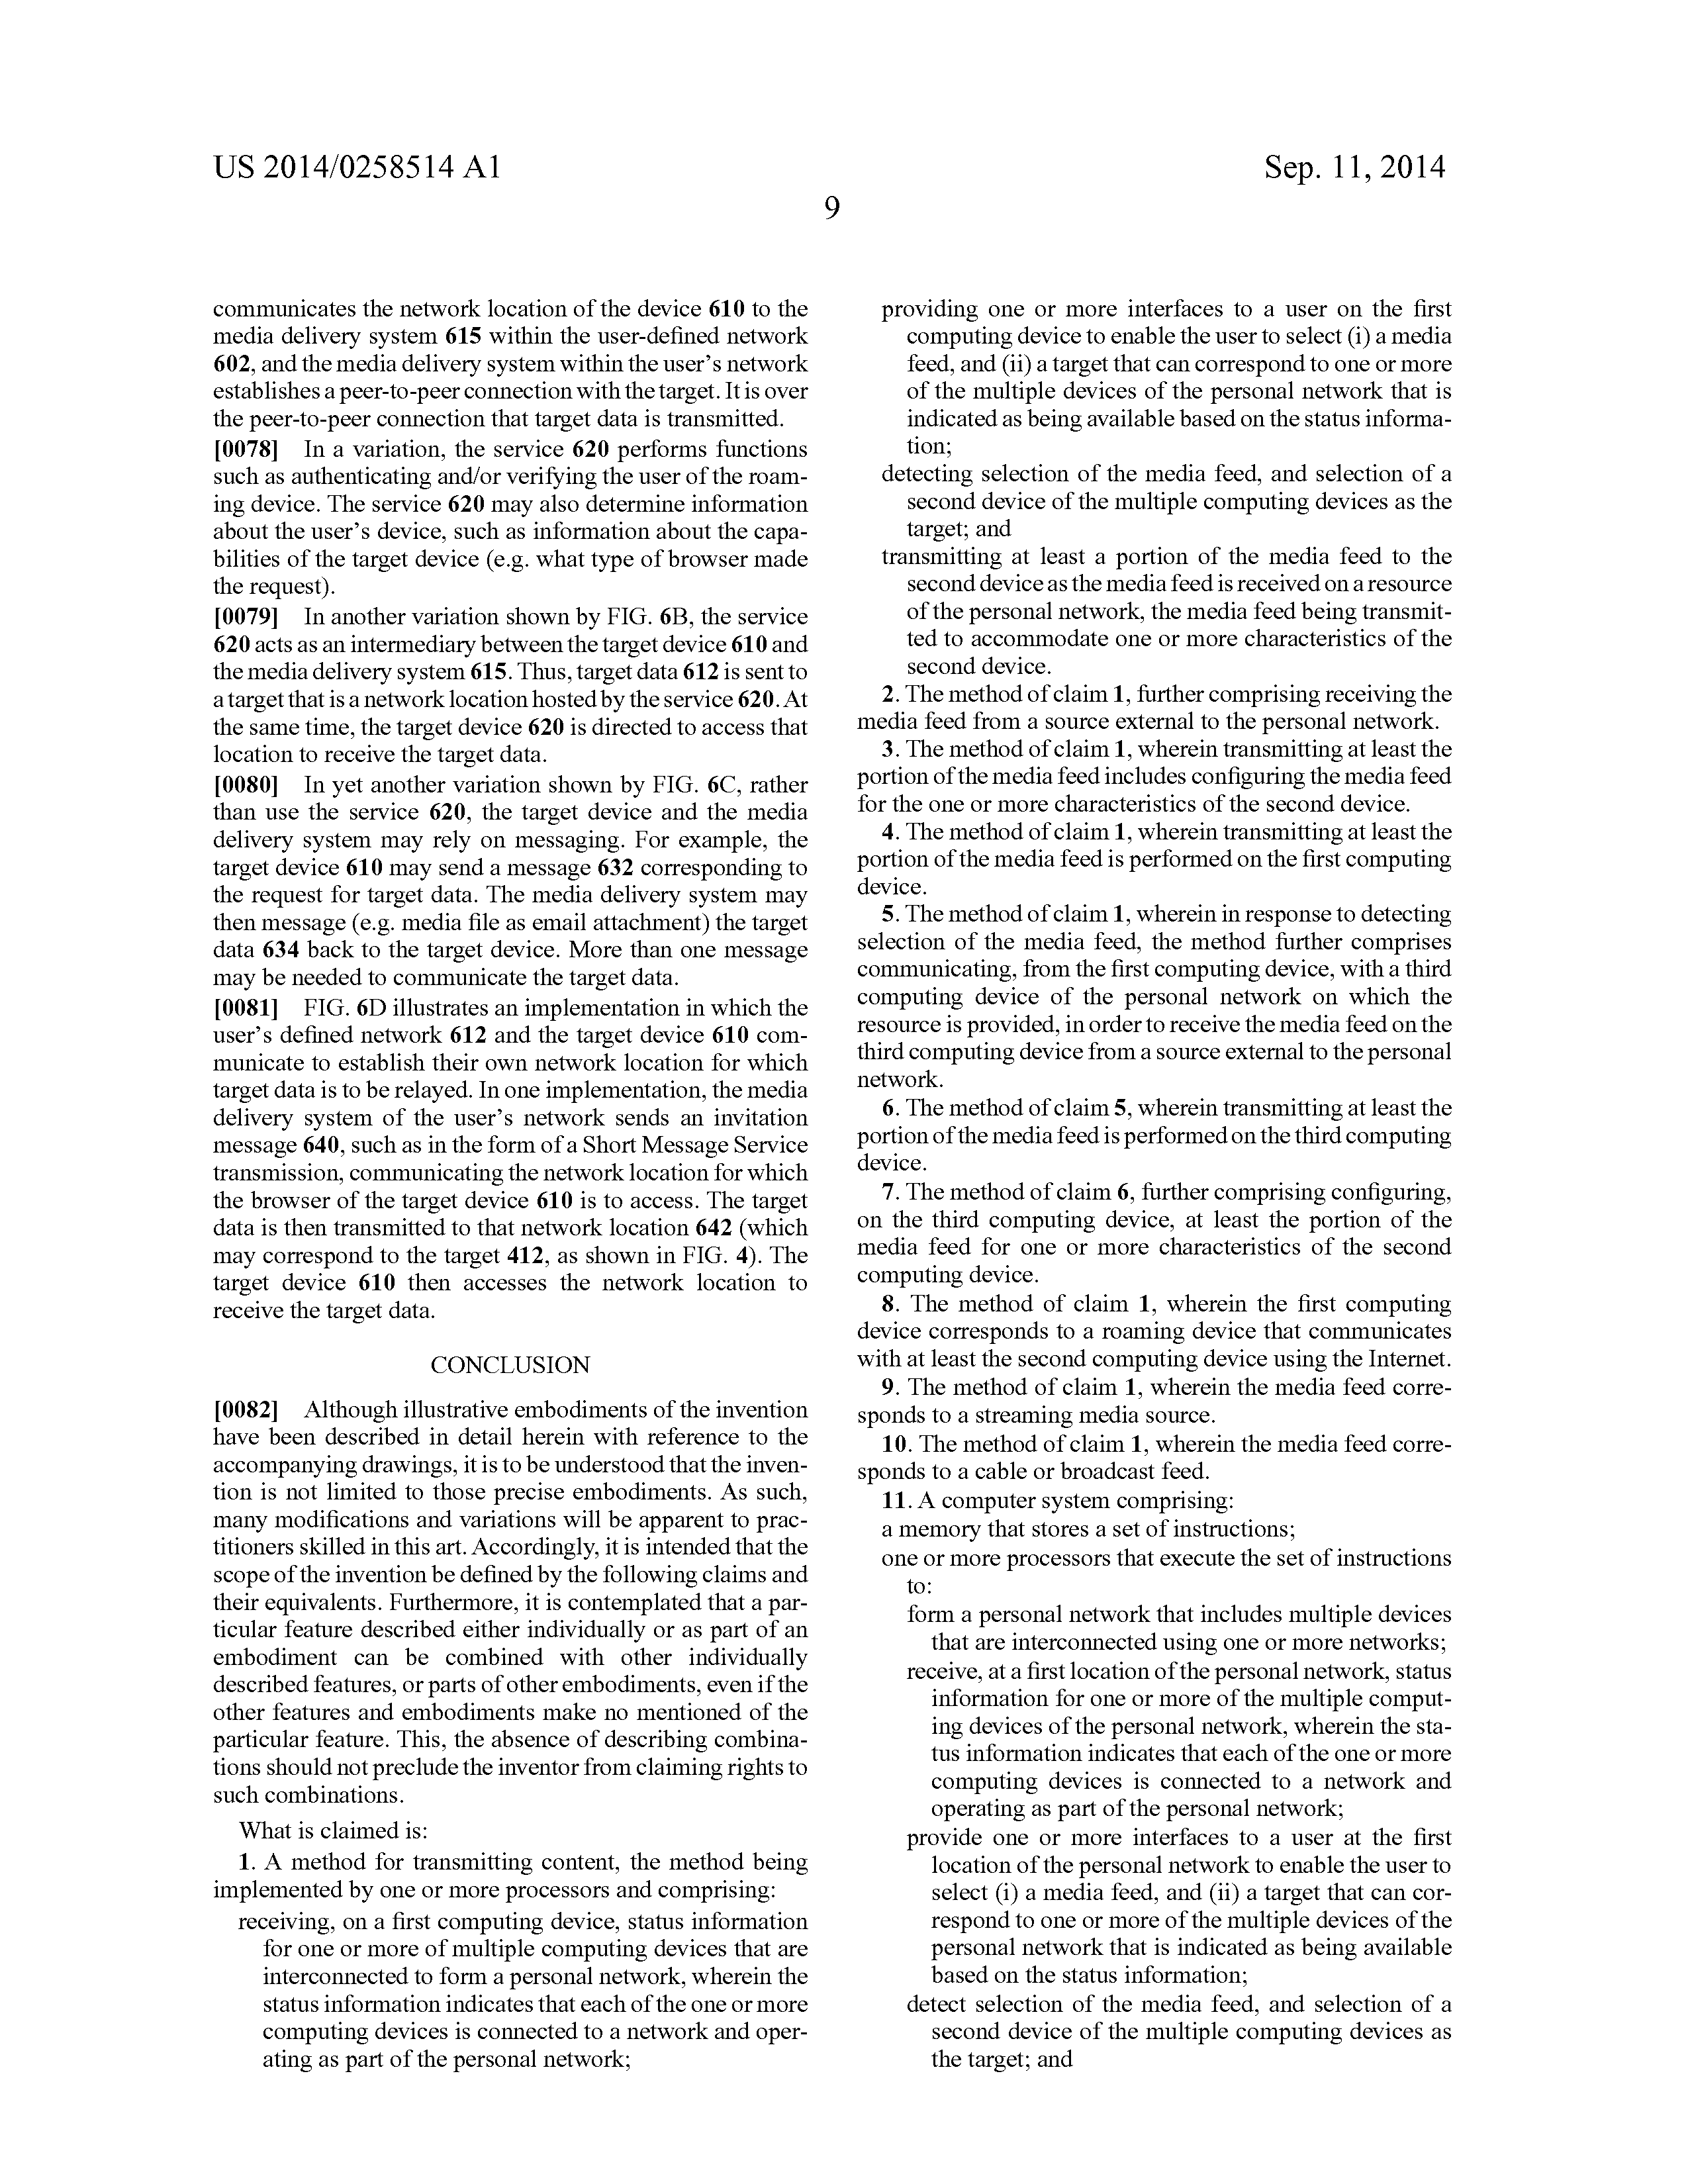 US 2014/0258514 A1
Sep. 11, 2014
9
communicates the network location of the device 610 to the
media delivery system 615 within the user-defined network
602, and the media delivery system within the user's network
establishes a peer-to-peer connection with the target. It is over
the peer-to-peer connection that target data is transmitted.
[0078] In a variation, the service 620 performs functions
such as authenticating and/or verifying the user of the roam-
ing device. The service 620 may also determine information
about the user's device, such as information about the capa-
bilities of the target device (e.g. what type of browser made
the request).
[0079] In another variation shown by FIG. 6B, the service
620 acts as an intermediary between the target device 610 and
the media delivery system 615. Thus, target data 612 is sent to
a target that is a network location hosted by the service 620. At
the same time, the target device 620 is directed to access that
location to receive the target data.
[0080] In yet another variation shown by FIG. 6C, rather
than use the service 620, the target device and the media
delivery system may rely on messaging. For example, the
target device 610 may send a message 632 corresponding to
the request for target data. The media delivery system may
then message (e.g. media file as email attachment) the target
data 634 back to the target device. More than one message
may be needed to communicate the target data.
[0081] FIG. 6D illustrates an implementation in which the
user's defined network 612 and the target device 610 com-
municate to establish their own network location for which
target data is to be relayed. In one implementation, the media
delivery system of the user's network sends an invitation
message 640, such as in the form of a Short Message Service
transmission, communicating the network location for which
the browser of the target device 610 is to access. The target
data is then transmitted to that network location 642 (which
may correspond to the target 412, as shown in FIG. 4). The
target device 610 then accesses the network location to
receive the target data.
CONCLUSION
[0082] Although illustrative embodiments of the invention
have been described in detail herein with reference to the
accompanying drawings, it is to be understood that the inven-
tion is not limited to those precise embodiments. As such,
many modifications and variations will be apparent to prac-
titioners skilled in this art. Accordingly, it is intended that the
scope of the invention be defined by the following claims and
their equivalents. Furthermore, it is contemplated that a par-
ticular feature described either individually or as part of an
embodiment can be combined with other individually
described features, or parts of other embodiments, even if the
other features and embodiments make no mentioned of the
particular feature. This, the absence of describing combina-
tions should not preclude the inventor from claiming rights to
such combinations.
What is claimed is:
1. A method for transmitting content, the method being
implemented by one or more processors and comprising:
receiving, on a first computing device, status information
for one or more of multiple computing devices that are
interconnected to form a personal network, wherein the
status information indicates that each of the one or more
computing devices is connected to a network and oper-
ating as part of the personal network;
providing one or more interfaces to a user on the first
computing device to enable the user to select (i) a media
feed, and (ii) a target that can correspond to one or more
of the multiple devices of the personal network that is
indicated as being available based on the status informa-
tion;
detecting selection of the media feed, and selection of a
second device of the multiple computing devices as the
target; and
transmitting at least a portion of the media feed to the
second device as the media feed is received on a resource
of the personal network, the media feed being transmit-
ted to accommodate one or more characteristics of the
second device.
2. The method of claim 1, further comprising receiving the
media feed from a source external to the personal network.
3. The method of claim 1, wherein transmitting at least the
portion of the media feed includes configuring the media feed
for the one or more characteristics of the second device.
4. The method of claim 1, wherein transmitting at least the
portion of the media feed is performed on the first computing
device.
5. The method of claim 1, wherein in response to detecting
selection of the media feed, the method further comprises
communicating, from the first computing device, with a third
computing device of the personal network on which the
resource is provided, in order to receive the media feed on the
third computing device from a source external to the personal
network.
6. The method of claim 5, wherein transmitting at least the
portion of the media feed is performed on the third computing
device.
7. The method of claim 6, further comprising configuring,
on the third computing device, at least the portion of the
media feed for one or more characteristics of the second
computing device.
8. The method of claim 1, wherein the first computing
device corresponds to a roaming device that communicates
with at least the second computing device using the Internet.
9. The method of claim 1, wherein the media feed corre-
sponds to a streaming media source.
10. The method of claim 1, wherein the media feed corre-
sponds to a cable or broadcast feed.
11. A computer system comprising:
a memory that stores a set of instructions;
one or more processors that execute the set of instructions
to:
form a personal network that includes multiple devices
that are interconnected using one or more networks;
receive, at a first location of the personal network, status
information for one or more of the multiple comput-
ing devices of the personal network, wherein the sta-
tus information indicates that each of the one or more
computing devices is connected to a network and
operating as part of the personal network;
provide one or more interfaces to a user at the first
location of the personal network to enable the user to
select (i) a media feed, and (ii) a target that can cor-
respond to one or more of the multiple devices of the
personal network that is indicated as being available
based on the status information;
detect selection of the media feed, and selection of a
second device of the multiple computing devices as
the target; and